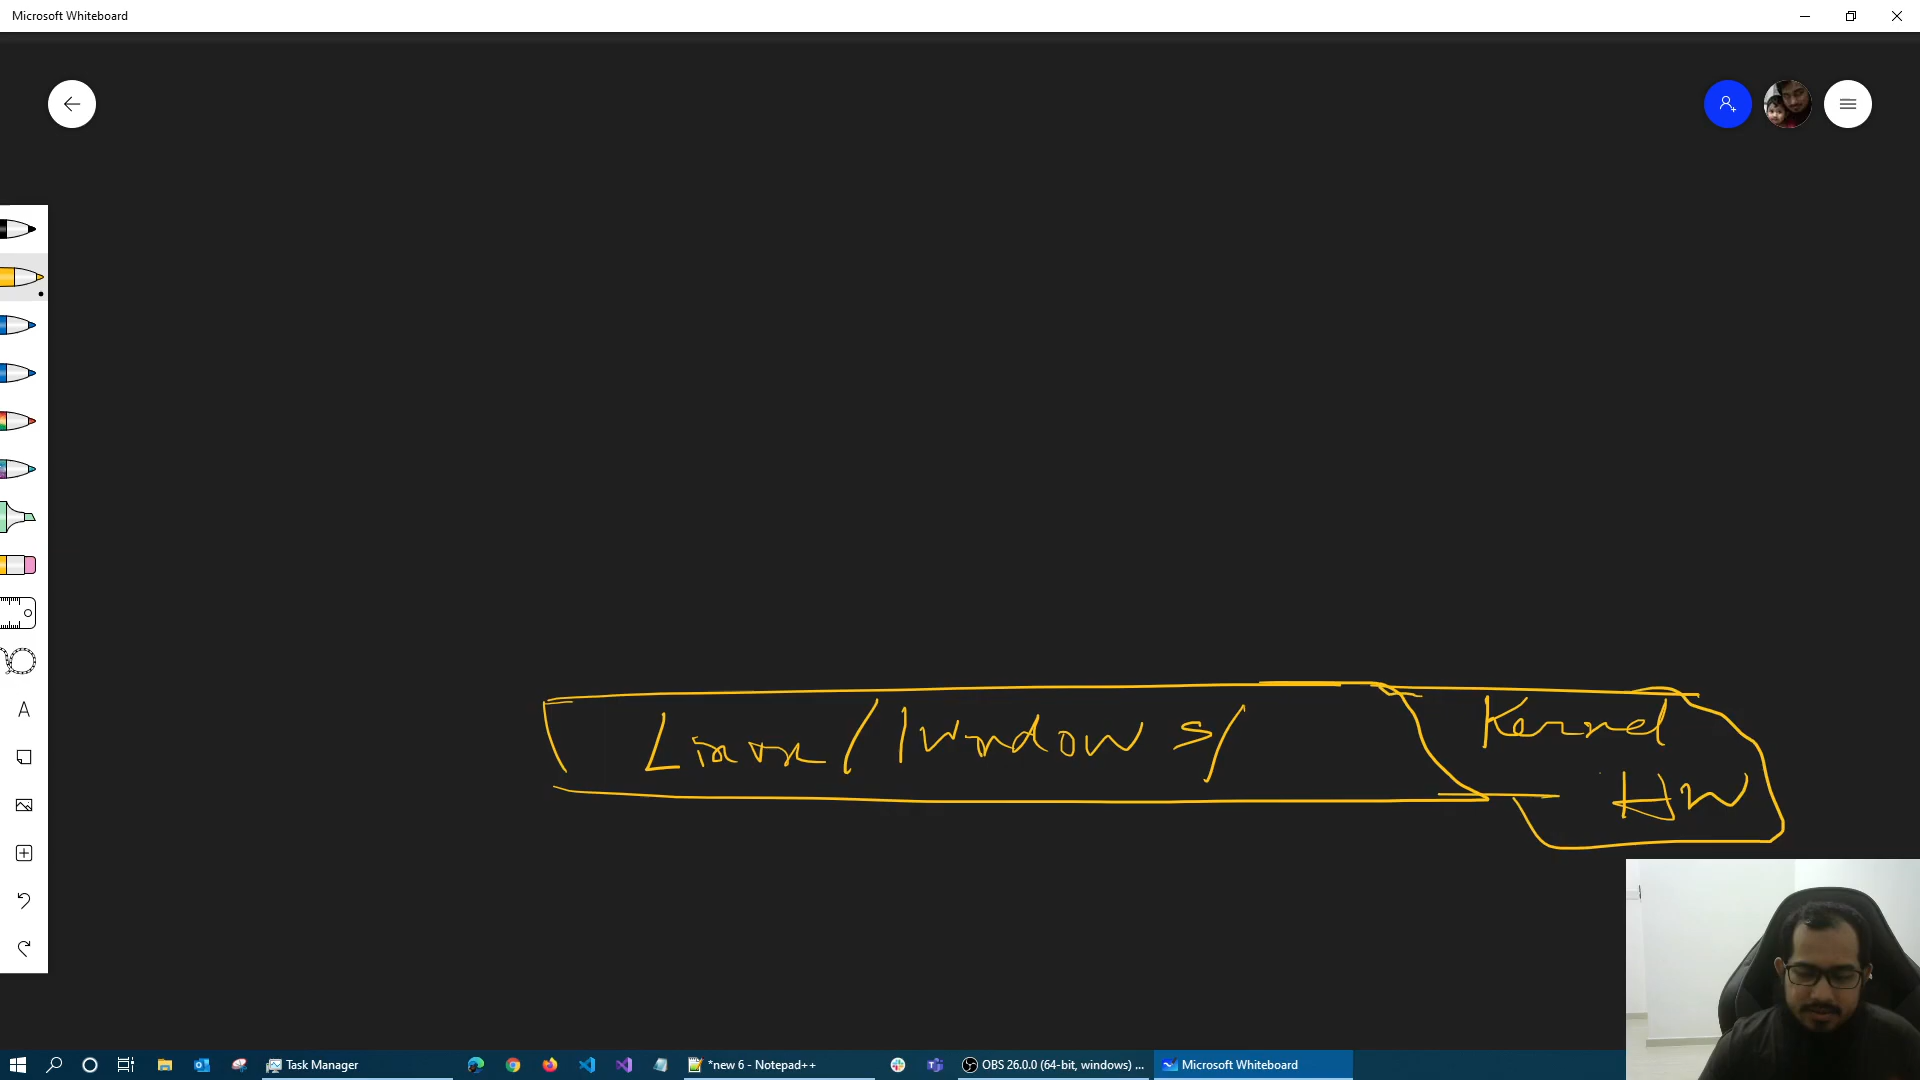 Microsoft Whiteboard
A
Linux / Windows /
Kernel
HW
Task Manager
*new 6 - Notepad++
OBS 26.0.0 (64-bit, windows) ...
Microsoft Whiteboard